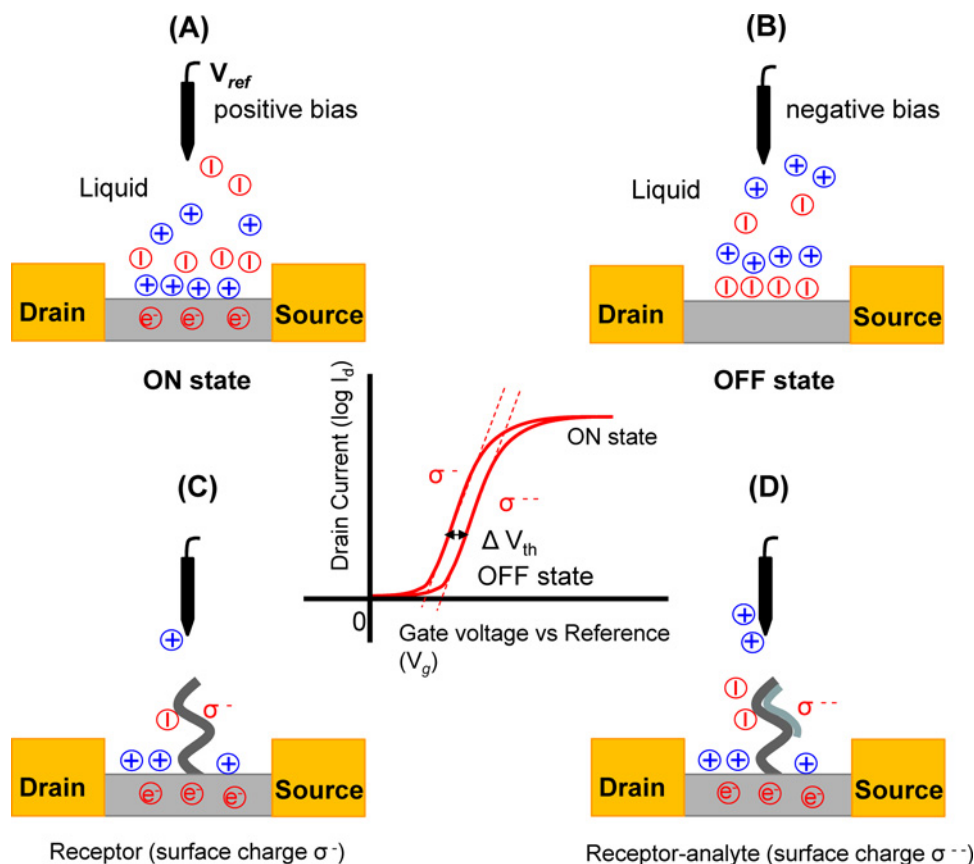 (A)
V_ref
positive bias
Liquid
Drain
e⁻ e⁻ e⁻
Source
ON state
(B)
negative bias
Liquid
Drain
Source
OFF state
Drain Current (log I_d)
ON state
σ⁻
σ⁻⁻
Δ V_th
OFF state
0
Gate voltage vs Reference
(V_g)
(C)
σ⁻
Drain
e⁻ e⁻ e⁻
Source
Receptor (surface charge σ⁻)
(D)
σ⁻⁻
Drain
e⁻ e⁻ e⁻
Source
Receptor-analyte (surface charge σ⁻⁻)